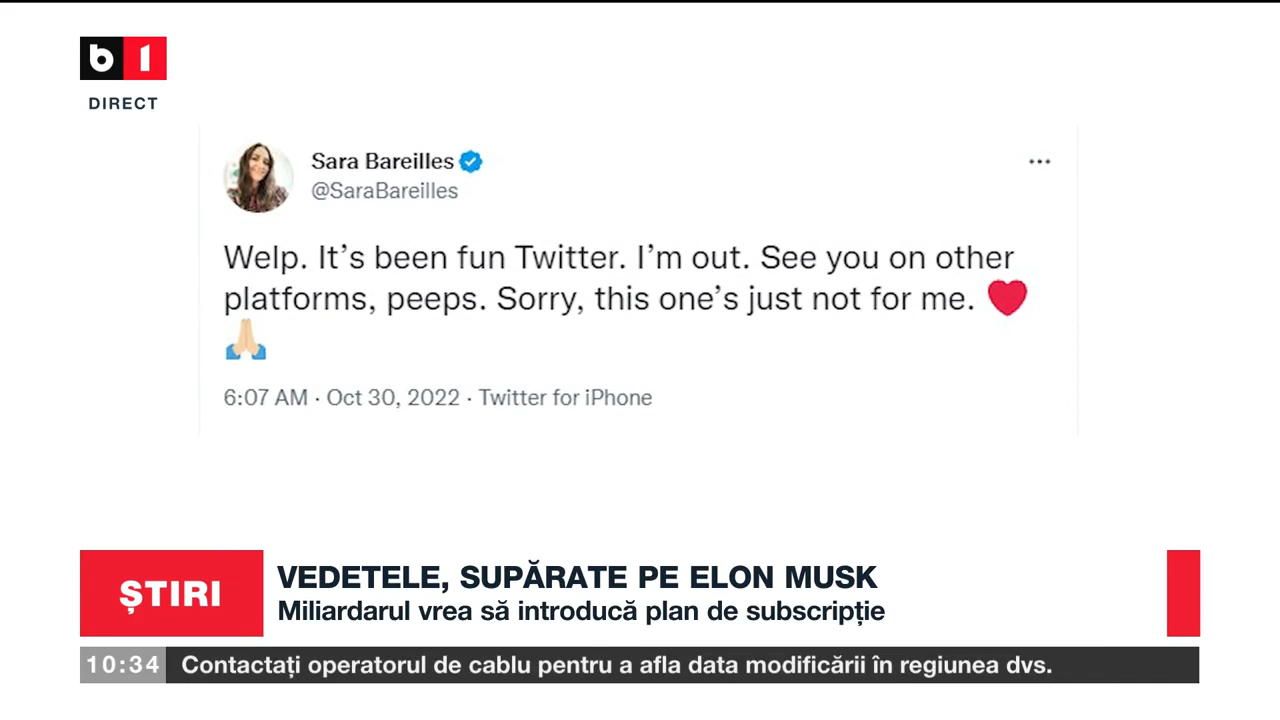 b1
DIRECT
Sara Bareilles
@SaraBareilles
Welp. It’s been fun Twitter. I’m out. See you on other
platforms, peeps. Sorry, this one’s just not for me. ❤️
🙏🏼
6:07 AM · Oct 30, 2022 · Twitter for iPhone
ȘTIRI
VEDETELE, SUPĂRATE PE ELON MUSK
Miliardarul vrea să introducă plan de subscripție
10:34 Contactați operatorul de cablu pentru a afla data modificării în regiunea dvs.